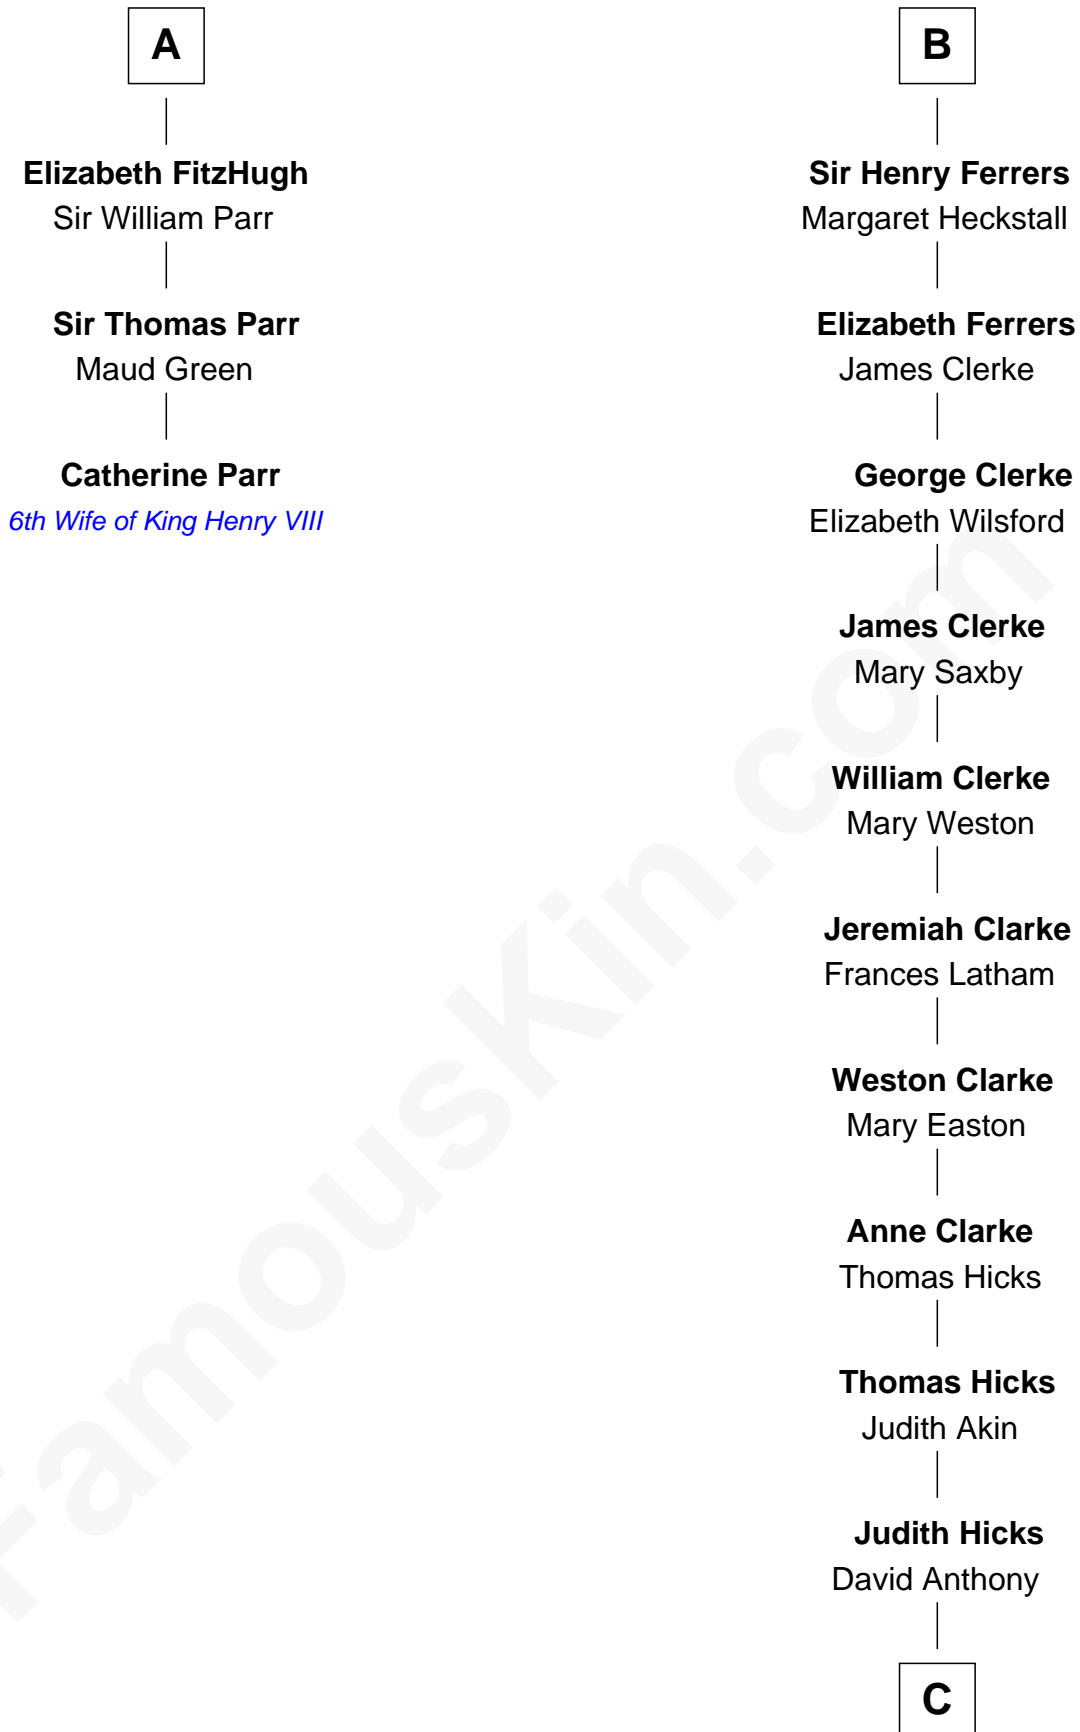 A
Elizabeth FitzHugh
Sir William Parr
Sir Thomas Parr
Maud Green
Catherine Parr
6th Wife of King Henry VIII
B
Sir Henry Ferrers
Margaret Heckstall
Elizabeth Ferrers
James Clerke
George Clerke
Elizabeth Wilsford
James Clerke
Mary Saxby
William Clerke
Mary Weston
Jeremiah Clarke
Frances Latham
Weston Clarke
Mary Easton
Anne Clarke
Thomas Hicks
Thomas Hicks
Judith Akin
Judith Hicks
David Anthony
C
FamousKin.com